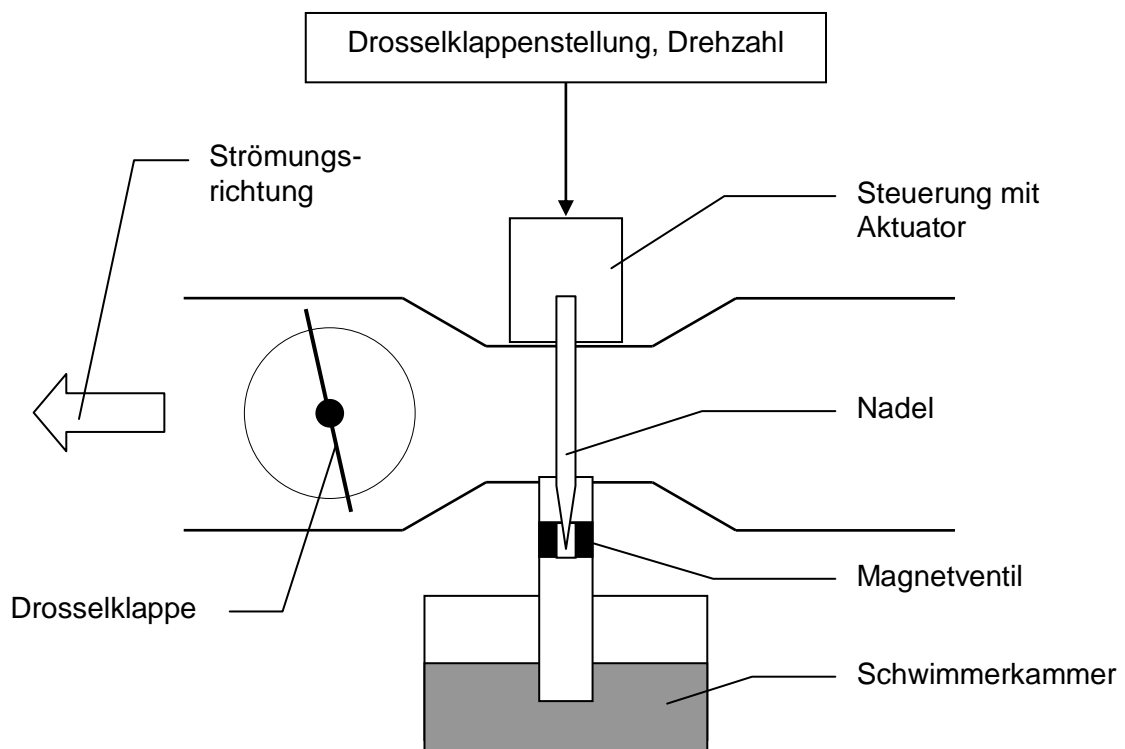 Drosselklappenstellung, Drehzahl
Strömungs-
richtung
Steuerung mit
Aktuator
Nadel
Magnetventil
Drosselklappe
Schwimmerkammer